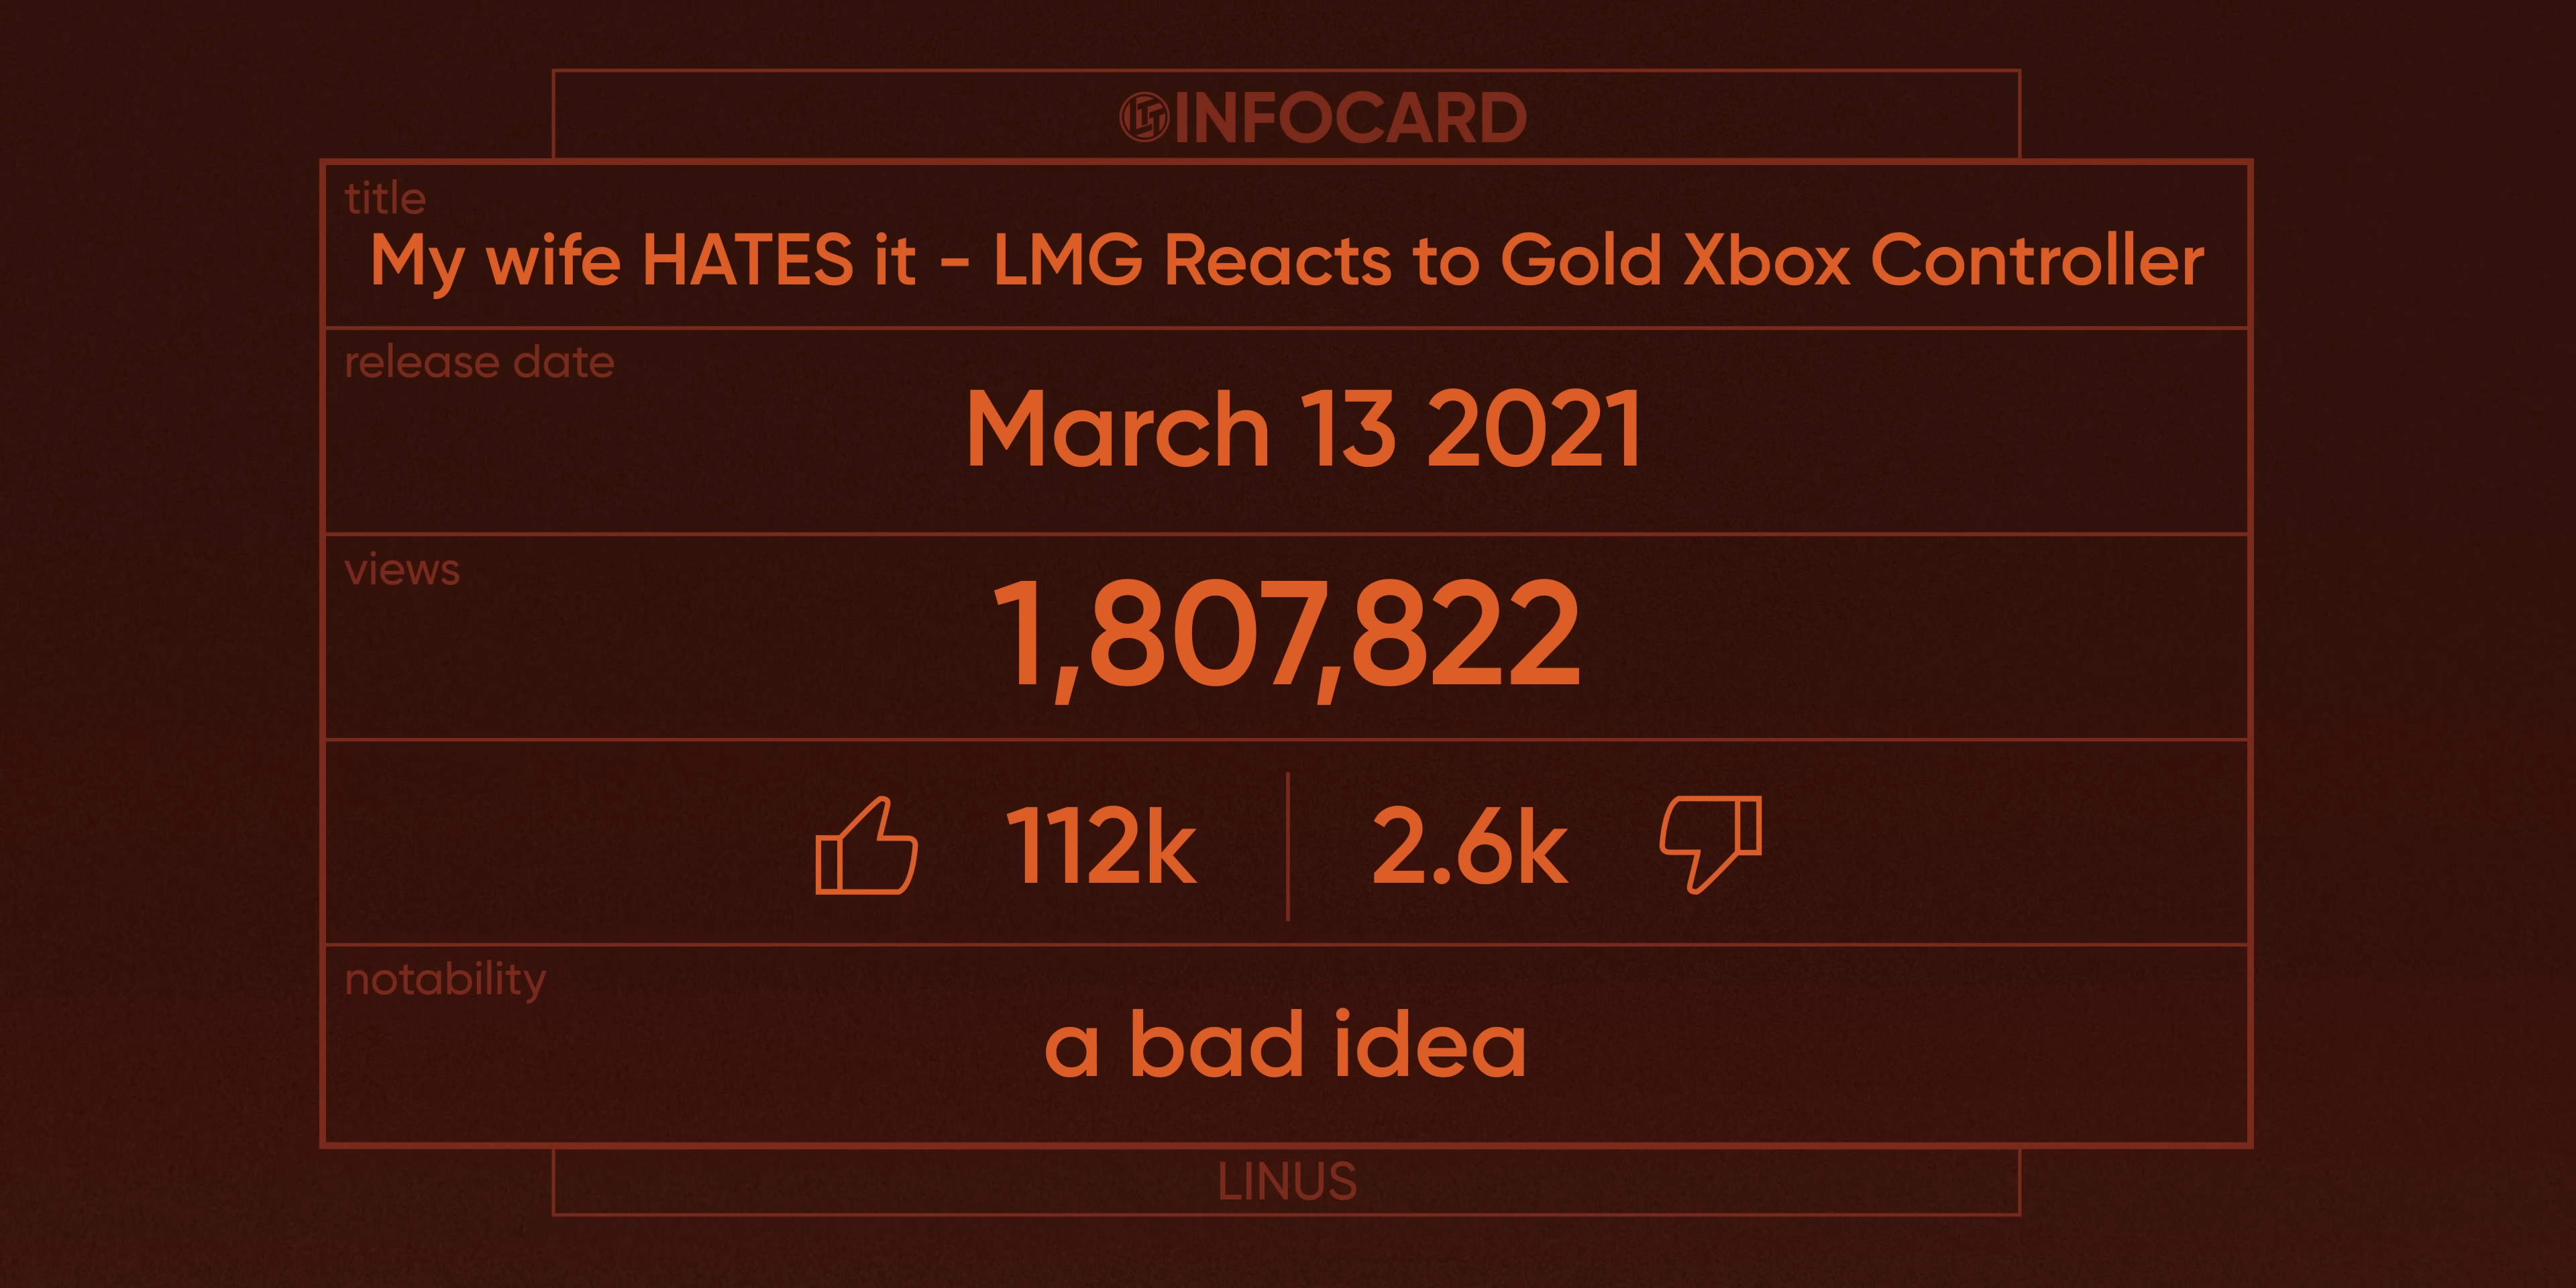 LTT INFOCARD
title
My wife HATES it - LMG Reacts to Gold Xbox Controller
release date
March 13 2021
views
1,807,822
112k
2.6k
notability
a bad idea
LINUS